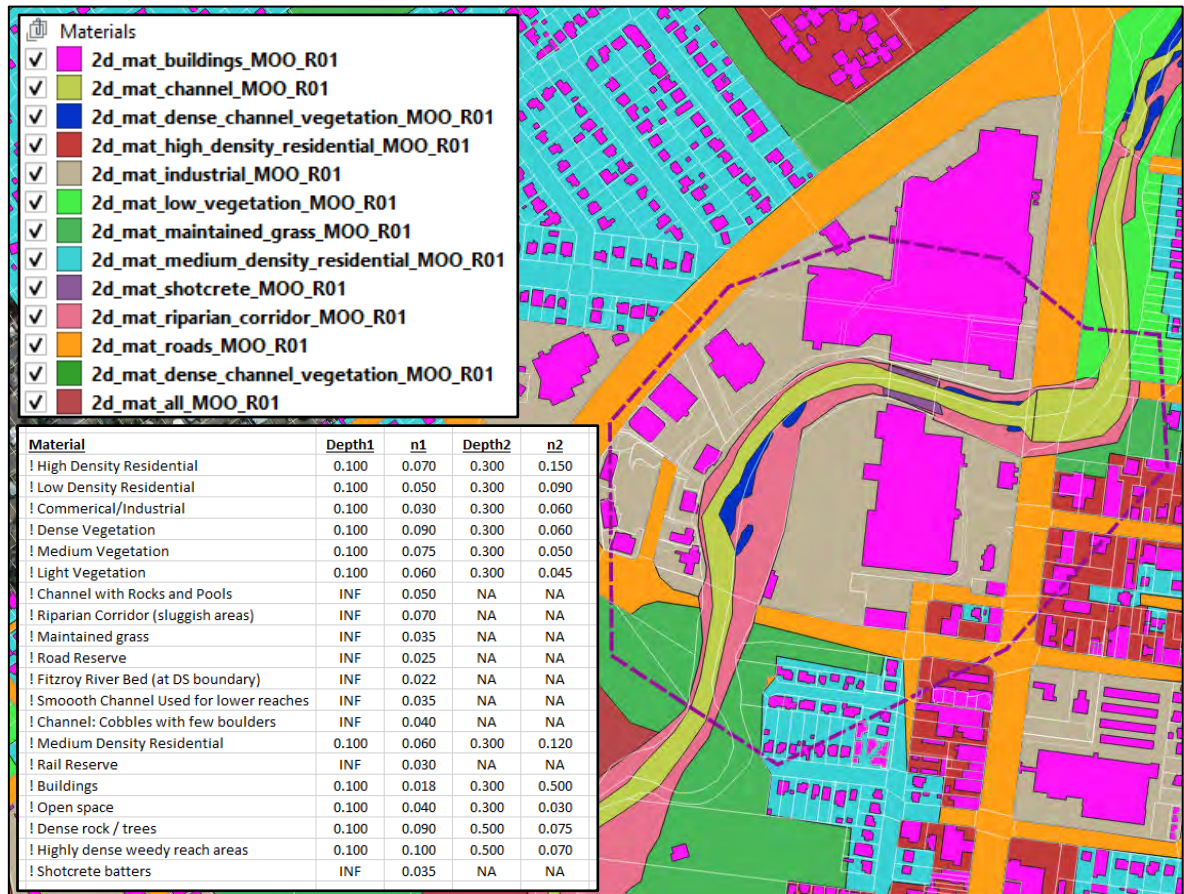 Materials
2d_mat_buildings_MOO_R01
2d_mat_channel_MOO_R01
2d_mat_dense_channel_vegetation_MOO_R01
2d_mat_high_density_residential_MOO_R01
2d_mat_industrial_MOO_R01
2d_mat_low_vegetation_MOO_R01
2d_mat_maintained_grass_MOO_R01
2d_mat_medium_density_residential_MOO_R01
2d_mat_shotcrete_MOO_R01
2d_mat_riparian_corridor_MOO_R01
2d_mat_roads_MOO_R01
2d_mat_dense_channel_vegetation_MOO_R01
2d_mat_all_MOO_R01
Material Depth1 n1 Depth2 n2
! High Density Residential 0.100 0.070 0.300 0.150
! Low Density Residential 0.100 0.050 0.300 0.090
! Commerical/Industrial 0.100 0.030 0.300 0.060
! Dense Vegetation 0.100 0.090 0.300 0.060
! Medium Vegetation 0.100 0.075 0.300 0.050
! Light Vegetation 0.100 0.060 0.300 0.045
! Channel with Rocks and Pools INF 0.050 NA NA
! Riparian Corridor (sluggish areas) INF 0.070 NA NA
! Maintained grass INF 0.035 NA NA
! Road Reserve INF 0.025 NA NA
! Fitzroy River Bed (at DS boundary) INF 0.022 NA NA
! Smoooth Channel Used for lower reaches INF 0.035 NA NA
! Channel: Cobbles with few boulders INF 0.040 NA NA
! Medium Density Residential 0.100 0.060 0.300 0.120
! Rail Reserve INF 0.030 NA NA
! Buildings 0.100 0.018 0.300 0.500
! Open space 0.100 0.040 0.300 0.030
! Dense rock / trees 0.100 0.090 0.500 0.075
! Highly dense weedy reach areas 0.100 0.100 0.500 0.070
! Shotcrete batters INF 0.035 NA NA